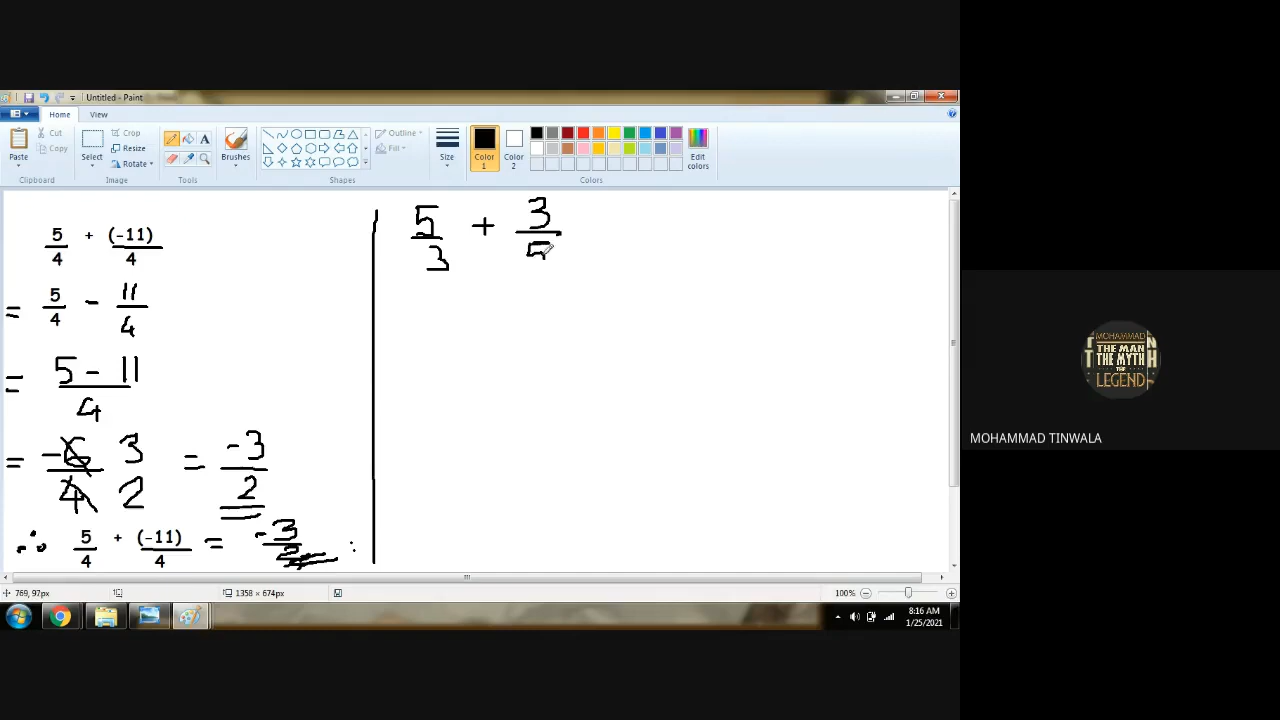 Untitled - Paint
Home View
Paste
Cut
Copy
Clipboard
Select
Crop
Resize
Rotate
Image
A
Tools
Brushes
Outline
Fill
Shapes
Size
Color 1
Color 2
Edit colors
Colors
5/4 + (-11)/4
= 5/4 - 11/4
= 5 - 11/4
= -6/4 3/2 = -3/2
∴ 5/4 + (-11)/4 = -3/2
5/3 + 3/5
769, 97px
1358 × 674px
100%
8:16 AM
1/25/2021
MOHAMMAD
THE MAN
THE MYTH
THE
LEGEND
MOHAMMAD TINWALA